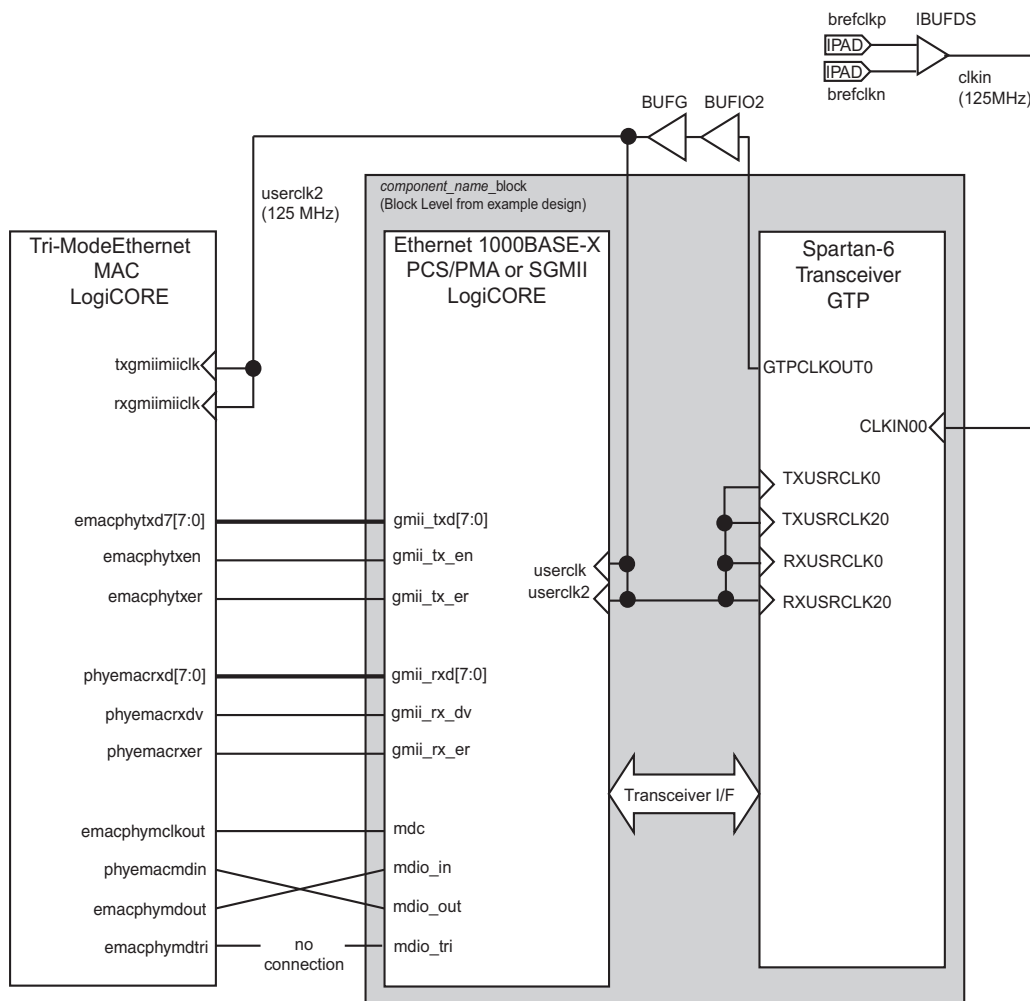 brefclkp
IBUFDS
IPAD
IPAD
brefclkn
clkin
(125MHz)
BUFG
BUFIO2
component_name_block
(Block Level from example design)
userclk2
(125 MHz)
Tri-ModeEthernet
MAC
LogiCORE
Ethernet 1000BASE-X
PCS/PMA or SGMII
LogiCORE
Spartan-6
Transceiver
GTP
txgmiimiiclk
rxgmiimiiclk
GTPCLKOUT0
CLKIN00
TXUSRCLK0
TXUSRCLK20
RXUSRCLK0
RXUSRCLK20
emacphytxd7[7:0]
gmii_txd[7:0]
emacphytxen
gmii_tx_en
userclk
userclk2
emacphytxer
gmii_tx_er
phyemacrxd[7:0]
gmii_rxd[7:0]
phyemacrxdv
gmii_rx_dv
phyemacrxer
gmii_rx_er
Transceiver I/F
emacphymclkout
mdc
phyemacmdin
mdio_in
emacphymdout
mdio_out
emacphymdtri
no
connection
mdio_tri